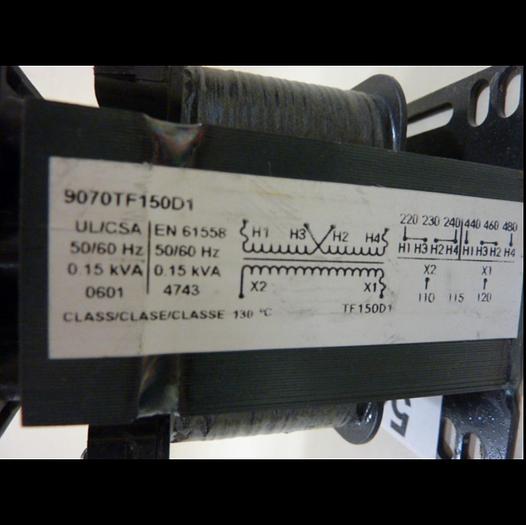 9070TF150D1
UL/CSA EN 61558
50/60 Hz 50/60 Hz
0.15 kVA 0.15 kVA
0601 4743
CLASS/CLASE/CLASSE 130 °C
H1 H3 H2 H4
X2 X1
TF150D1
220 230 240 440 460 480
H1 H3 H2 H4 H1 H3 H2 H4
X2 X1
110 115 120
5